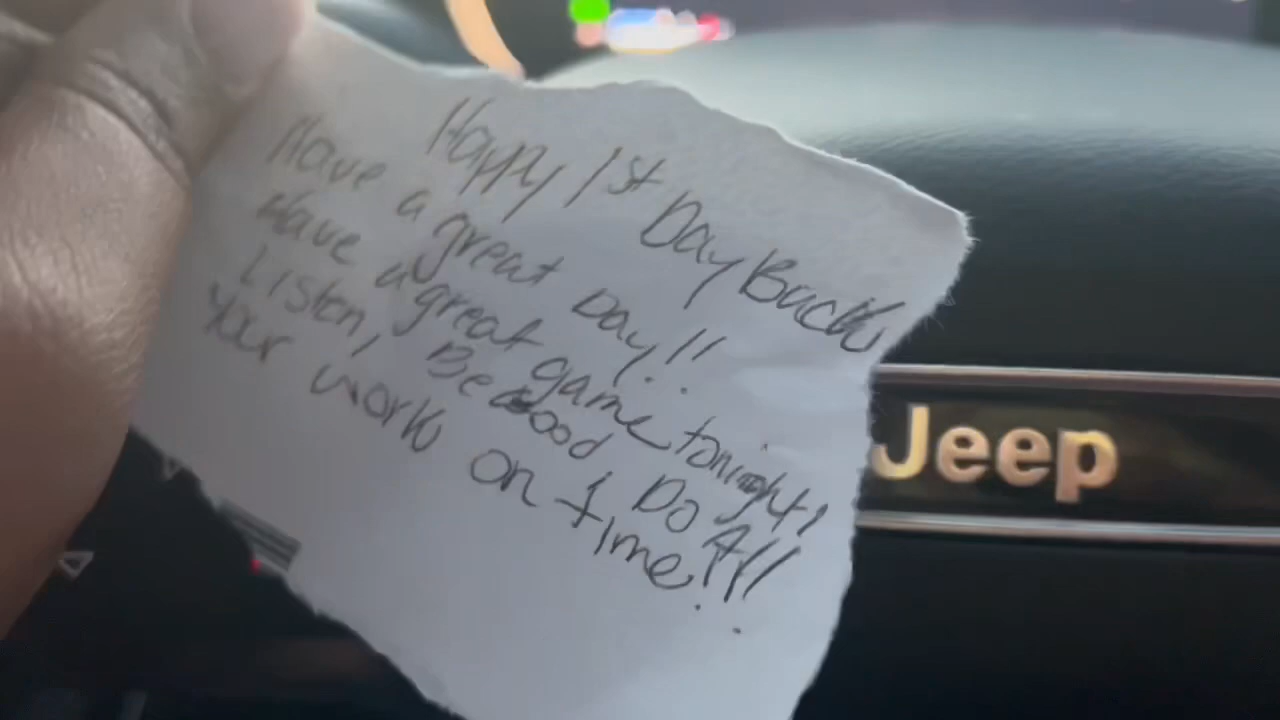 Happy 1st Day Back
Have a great Day!!
Have a great game tonight,
Listen, Be Good Do All
your work on time!!
Jeep